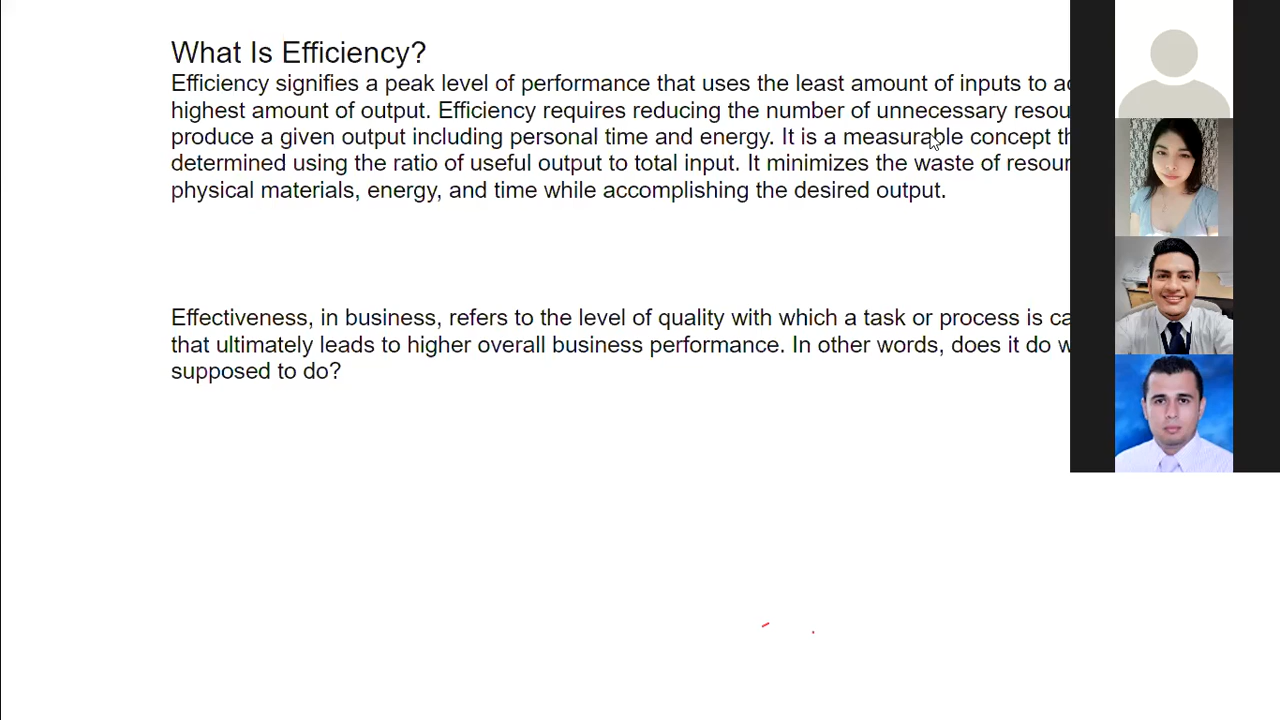 What Is Efficiency?
Efficiency signifies a peak level of performance that uses the least amount of inputs to
highest amount of output. Efficiency requires reducing the number of unnecessary
produce a given output including personal time and energy. It is a measurable concept
determined using the ratio of useful output to total input. It minimizes the waste of
physical materials, energy, and time while accomplishing the desired output.
Effectiveness, in business, refers to the level of quality with which a task or process is
that ultimately leads to higher overall business performance. In other words, does it do
supposed to do?